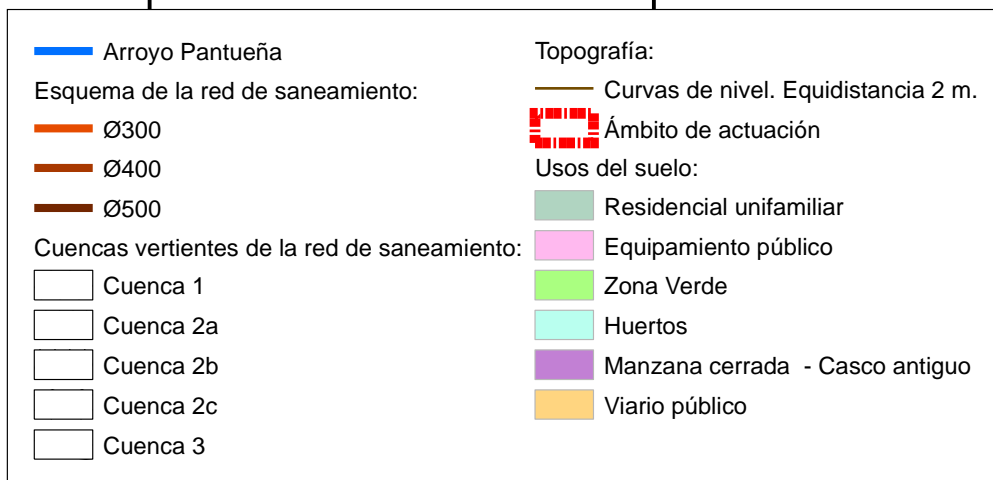 Arroyo Pantueña
Esquema de la red de saneamiento:
Ø300
Ø400
Ø500
Cuencas vertientes de la red de saneamiento:
Cuenca 1
Cuenca 2a
Cuenca 2b
Cuenca 2c
Cuenca 3
Topografía:
Curvas de nivel. Equidistancia 2 m.
Ámbito de actuación
Usos del suelo:
Residencial unifamiliar
Equipamiento público
Zona Verde
Huertos
Manzana cerrada - Casco antiguo
Viario público